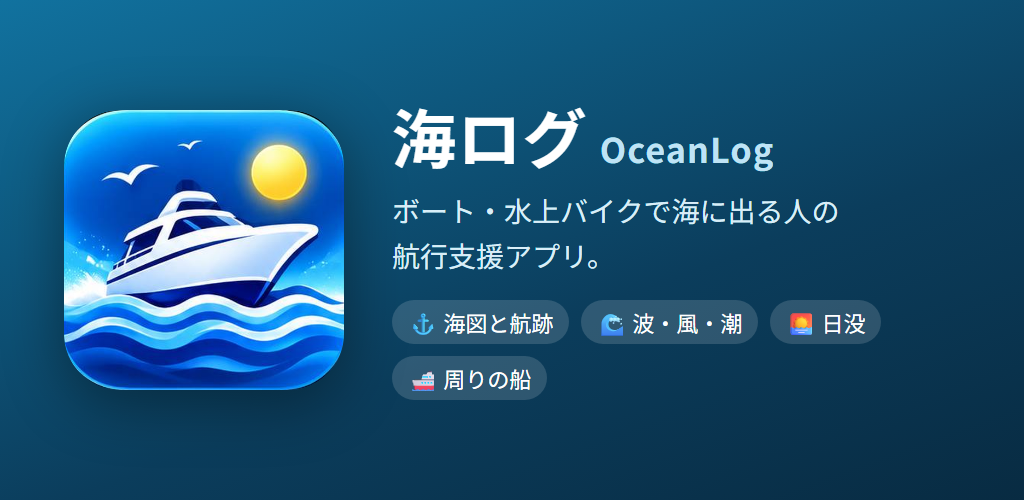 海ログ OceanLog
ボート・水上バイクで海に出る人の
航行支援アプリ。
⚓ 海図と航跡 🌊 波・風・潮 🌅 日没
🚢 周りの船